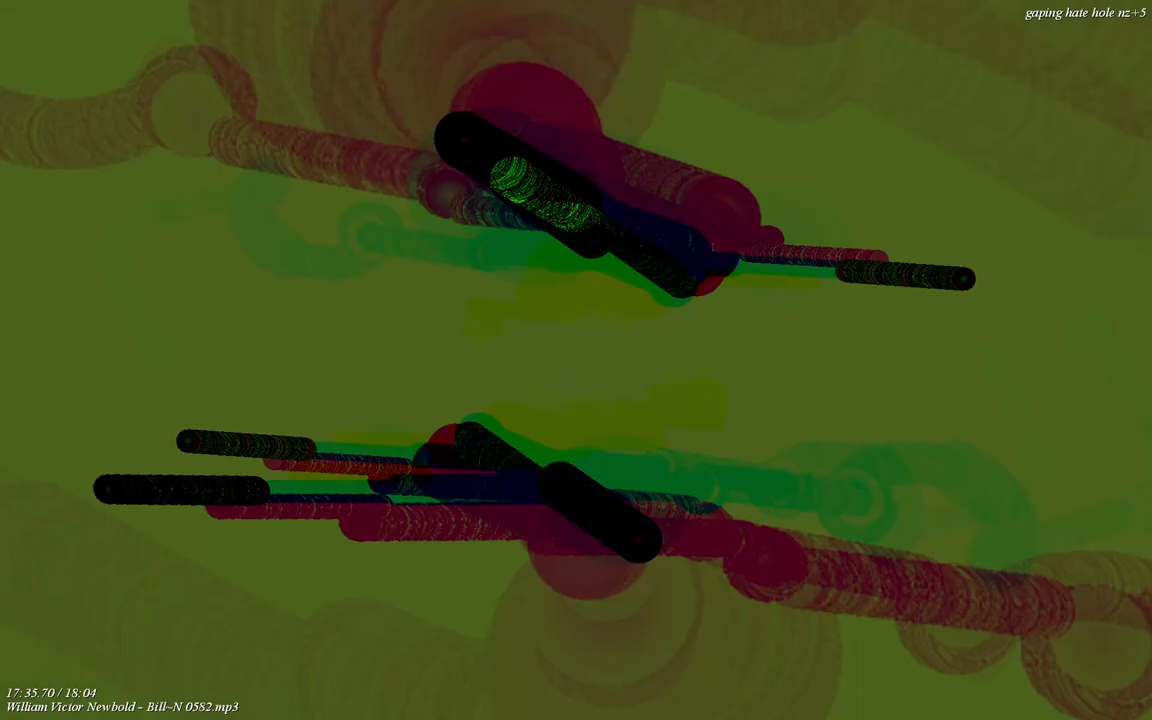 gaping hate hole nz+5
17:35.70 / 18:04
William Victor Newbold - Bill~N 0582.mp3